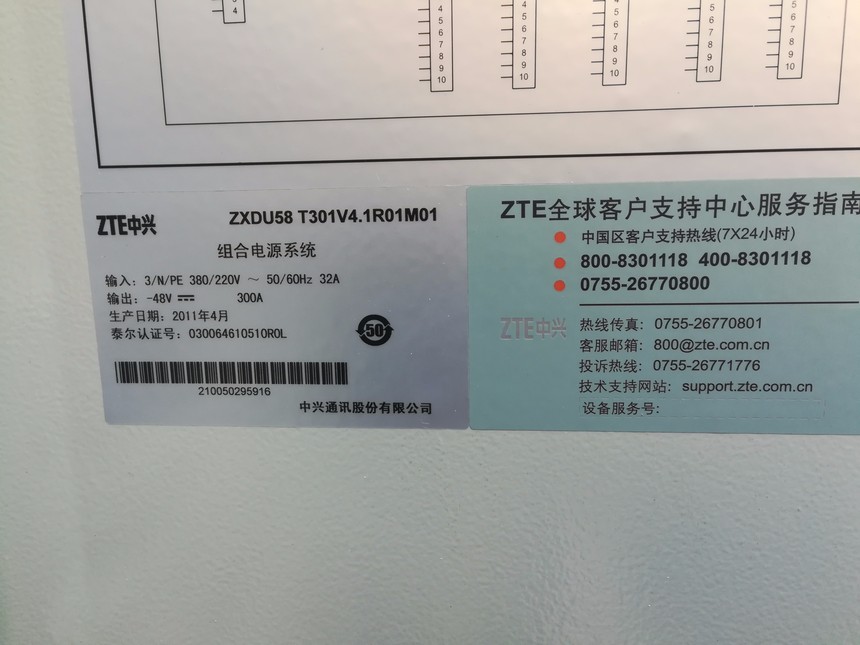 4
4
5
6
7
8
9
10
4
5
6
7
8
9
10
4
5
6
7
8
9
10
5
6
7
8
9
10
5
6
7
8
9
10
ZTE中兴
ZXDU58 T301V4.1R01M01
组合电源系统
输入: 3/N/PE 380/220V ~ 50/60Hz 32A
输出: -48V ⎓ 300A
生产日期: 2011年4月
泰尔认证号: 030064610510R0L
50
210050295916
中兴通讯股份有限公司
ZTE全球客户支持中心服务指南
中国区客户支持热线(7X24小时)
800-8301118 400-8301118
0755-26770800
ZTE中兴
热线传真: 0755-26770801
客服邮箱: 800@zte.com.cn
投诉热线: 0755-26771776
技术支持网站: support.zte.com.cn
设备服务号: